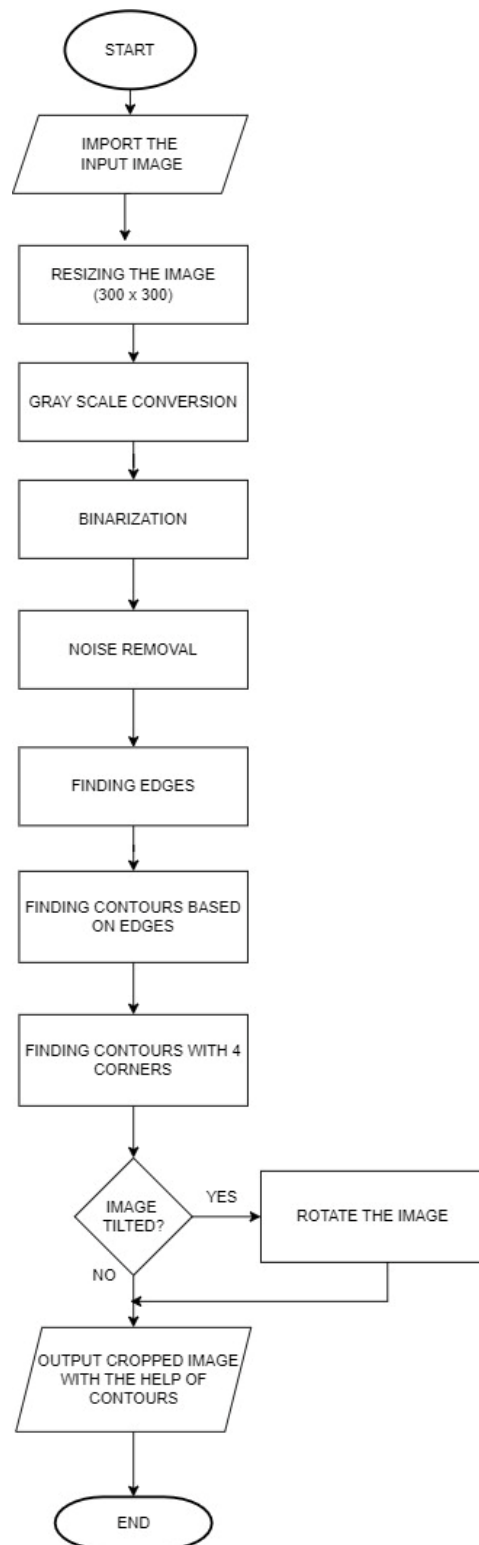 START
IMPORT THE
INPUT IMAGE
RESIZING THE IMAGE
(300 x 300)
GRAY SCALE CONVERSION
BINARIZATION
NOISE REMOVAL
FINDING EDGES
FINDING CONTOURS BASED
ON EDGES
FINDING CONTOURS WITH 4
CORNERS
IMAGE
TILTED?
YES
ROTATE THE IMAGE
NO
OUTPUT CROPPED IMAGE
WITH THE HELP OF
CONTOURS
END